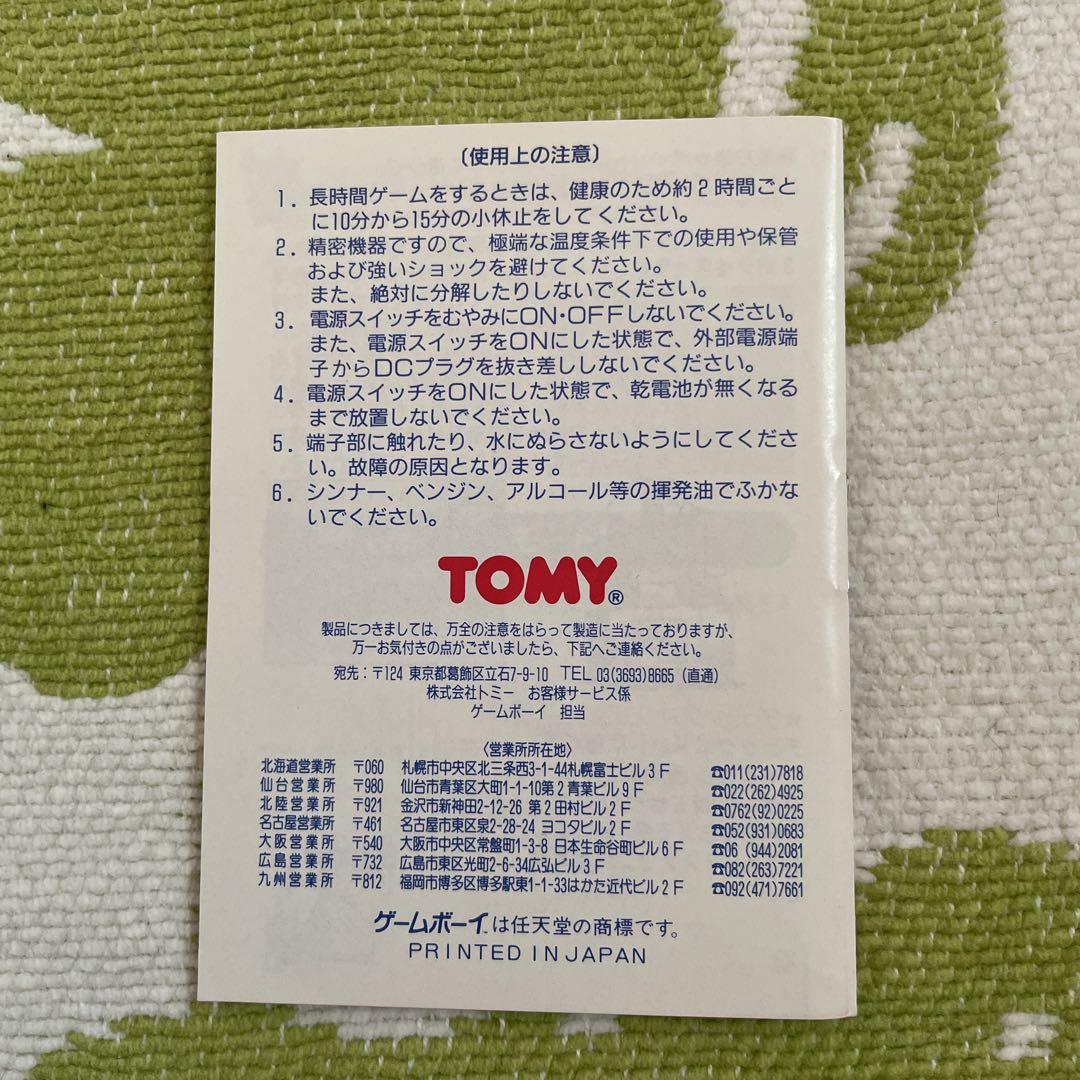 〔使用上の注意〕
1. 長時間ゲームをするときは、健康のため約2時間ごと
に10分から15分の小休止をしてください。
2. 精密機器ですので、極端な温度条件下での使用や保管
および強いショックを避けてください。
また、絶対に分解したりしないでください。
3. 電源スイッチをむやみにON・OFFしないでください。
また、電源スイッチをONにした状態で、外部電源端
子からDCプラグを抜き差ししないでください。
4. 電源スイッチをONにした状態で、乾電池が無くなる
まで放置しないでください。
5. 端子部に触れたり、水にぬらさないようにしてくださ
い。故障の原因となります。
6. シンナー、ベンジン、アルコール等の揮発油でふかな
いでください。
TOMY®
製品につきましては、万全の注意をはらって製造に当たっておりますが、
万一お気付きの点がございましたら、下記へご連絡ください。
宛先:〒124 東京都葛飾区立石7-9-10 TEL 03(3693)8665(直通)
株式会社トミー お客様サービス係
ゲームボーイ 担当
〈営業所所在地〉
北海道営業所 〒060 札幌市中央区北三条西3-1-44札幌富士ビル3F ☎011(231)7818
仙台営業所 〒980 仙台市青葉区大町1-1-10第2青葉ビル9F ☎022(262)4925
北陸営業所 〒921 金沢市新神田2-12-26 第2田村ビル2F ☎0762(92)0225
名古屋営業所 〒461 名古屋市東区泉2-28-24 ヨコタビル2F ☎052(931)0683
大阪営業所 〒540 大阪市中央区常盤町1-3-8 日本生命谷町ビル6F ☎06(944)2081
広島営業所 〒732 広島市東区光町2-6-34広弘ビル3F ☎082(263)7221
九州営業所 〒812 福岡市博多区博多駅東1-1-33はかた近代ビル2F ☎092(471)7661
ゲームボーイ™は任天堂の商標です。
PRINTED IN JAPAN